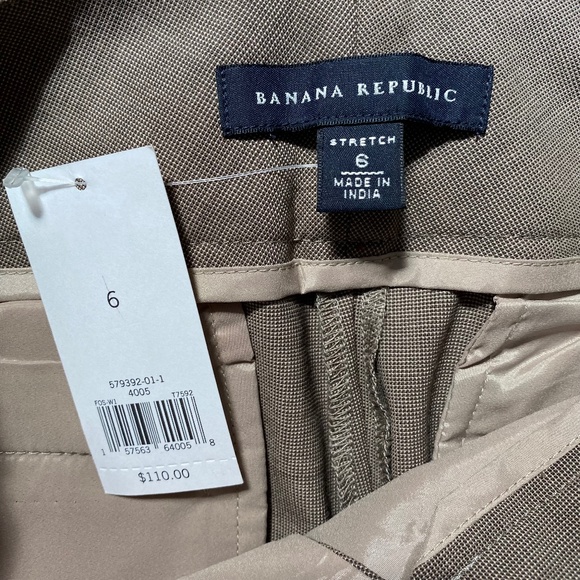 BANANA REPUBLIC
STRETCH
6
MADE IN
INDIA
6
579392-01-1
4005
FOS-W1 T7592
1 57563 64005 8
$110.00